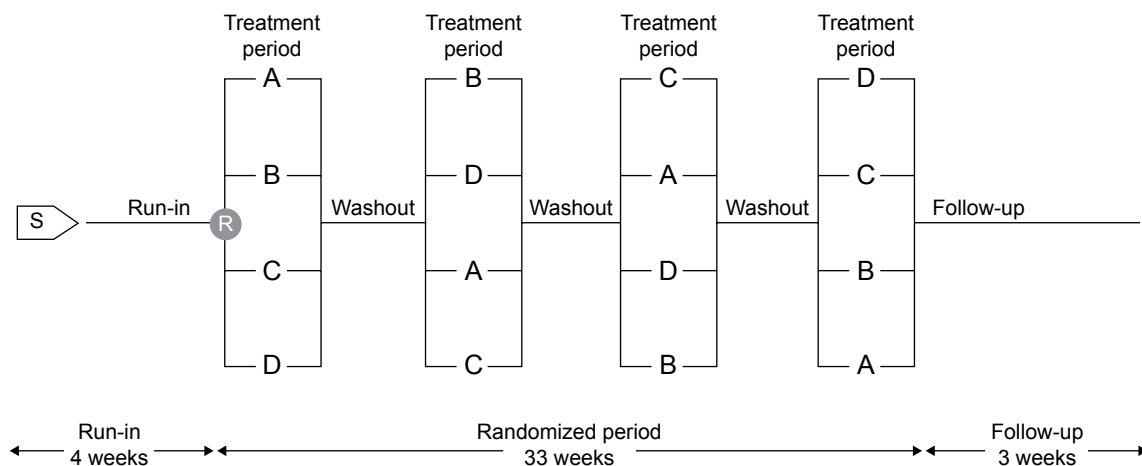 Treatment period
Treatment period
Treatment period
Treatment period
A
B
C
D
B
D
C
A
S
Run-in
R
Washout
Washout
Washout
Follow-up
C
A
D
B
D
C
B
A
Run-in
4 weeks
Randomized period
33 weeks
Follow-up
3 weeks